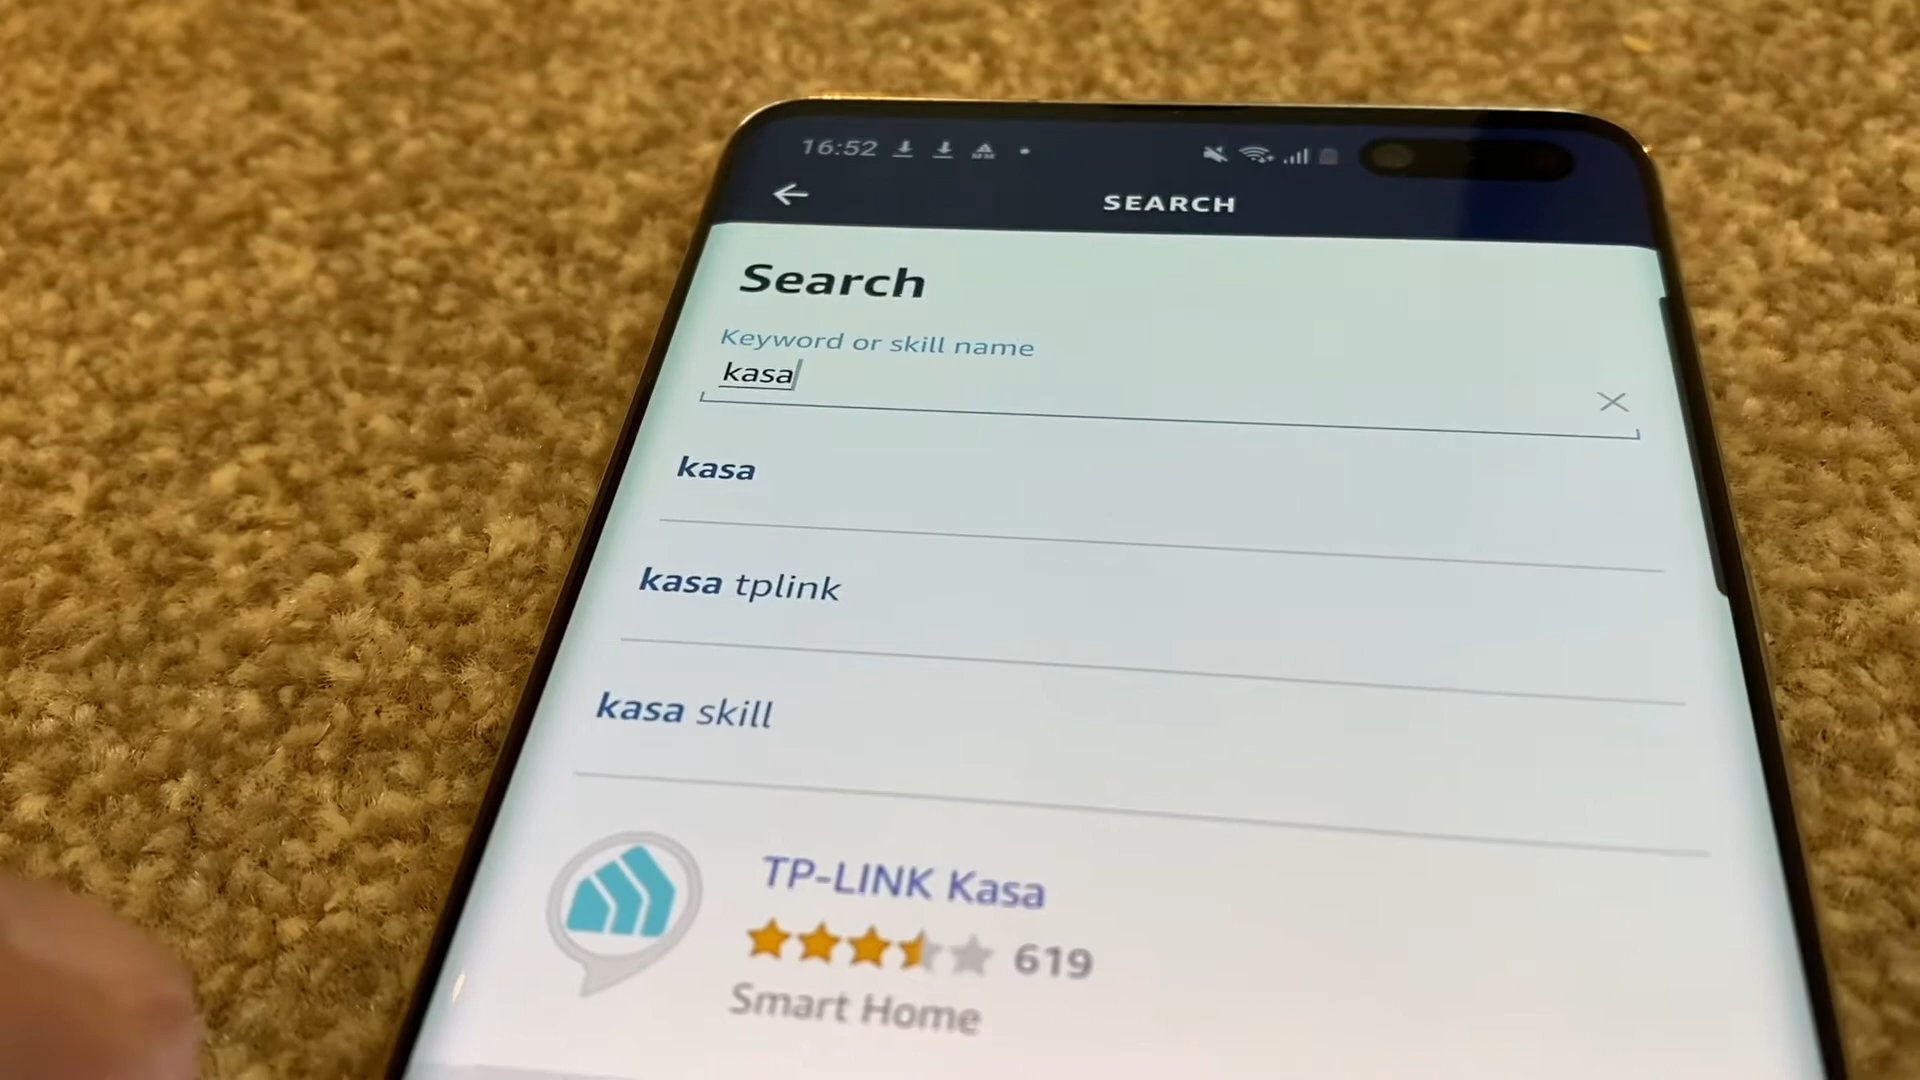 16:52
SEARCH
Search
Keyword or skill name
kasa
kasa
kasa tplink
kasa skill
TP-LINK Kasa
619
Smart Home